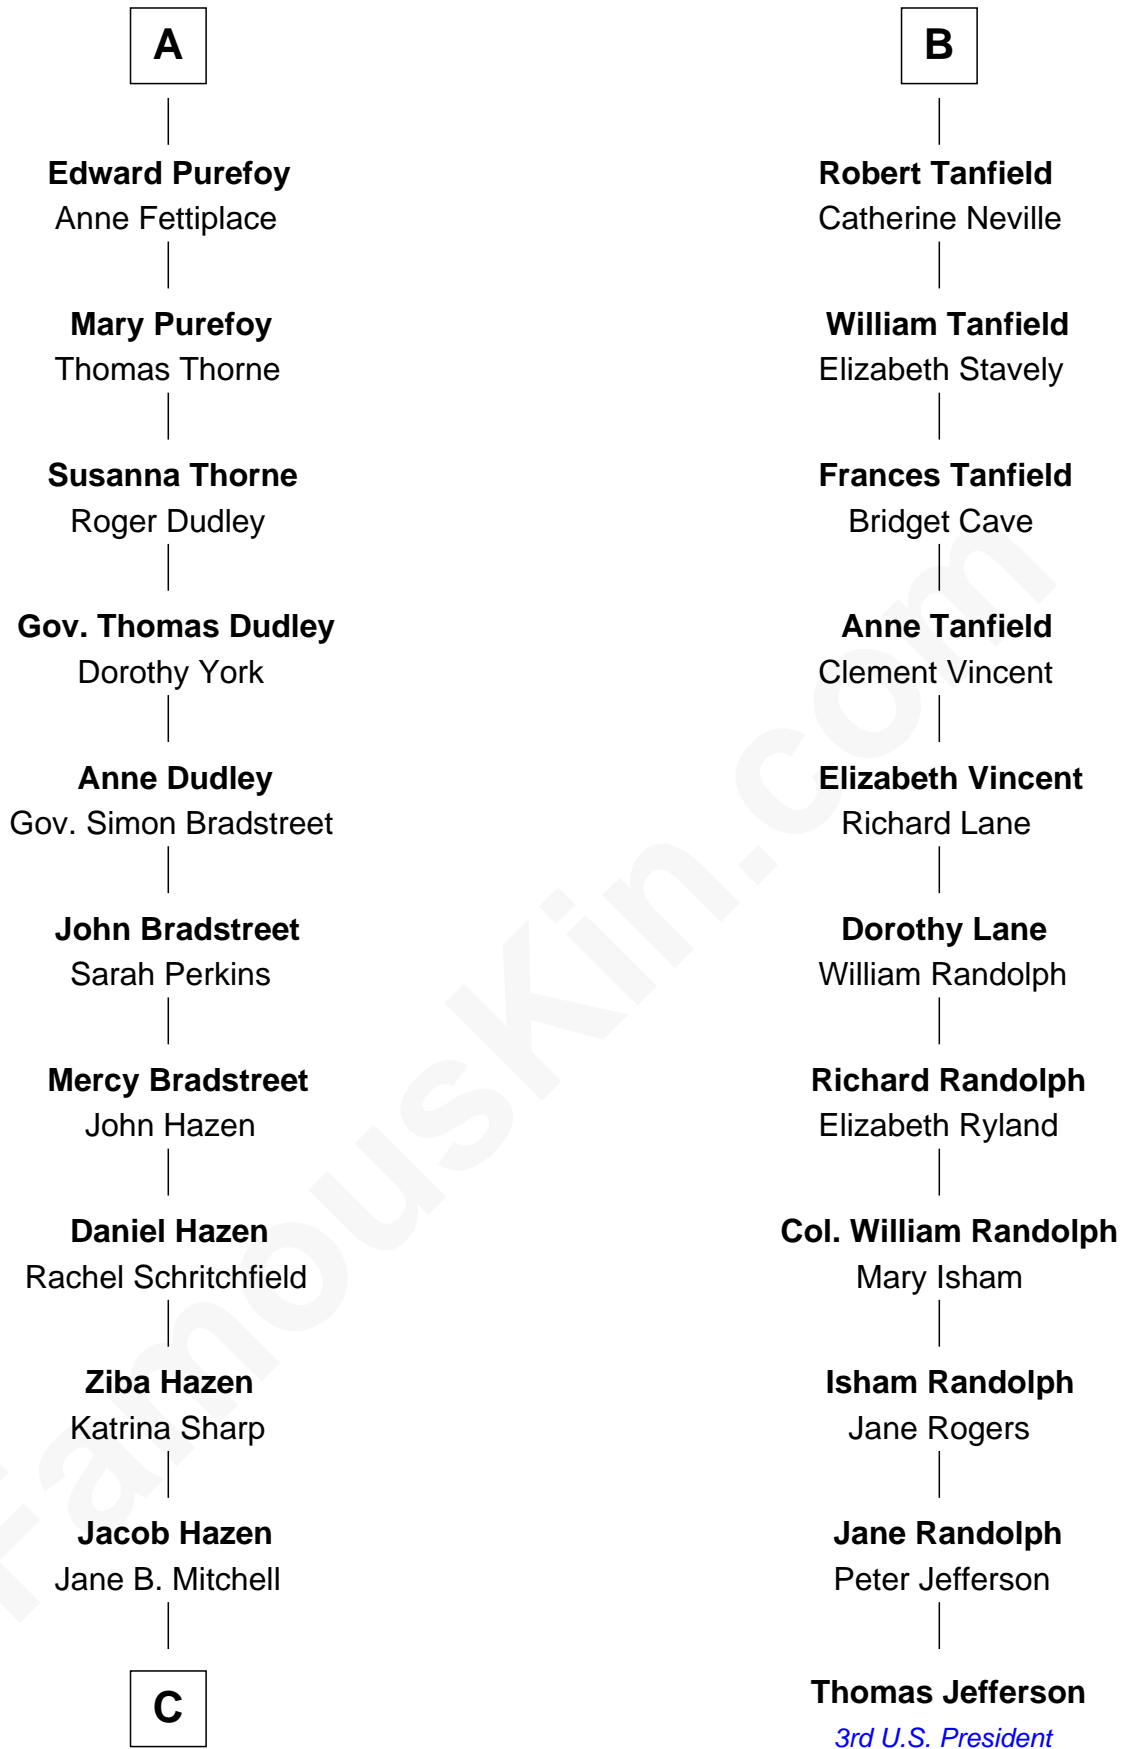 A
Edward Purefoy
Anne Fettiplace
Mary Purefoy
Thomas Thorne
Susanna Thorne
Roger Dudley
Gov. Thomas Dudley
Dorothy York
Anne Dudley
Gov. Simon Bradstreet
John Bradstreet
Sarah Perkins
Mercy Bradstreet
John Hazen
Daniel Hazen
Rachel Schritchfield
Ziba Hazen
Katrina Sharp
Jacob Hazen
Jane B. Mitchell
C
B
Robert Tanfield
Catherine Neville
William Tanfield
Elizabeth Stavely
Frances Tanfield
Bridget Cave
Anne Tanfield
Clement Vincent
Elizabeth Vincent
Richard Lane
Dorothy Lane
William Randolph
Richard Randolph
Elizabeth Ryland
Col. William Randolph
Mary Isham
Isham Randolph
Jane Rogers
Jane Randolph
Peter Jefferson
Thomas Jefferson
3rd U.S. President
FamousKin.com